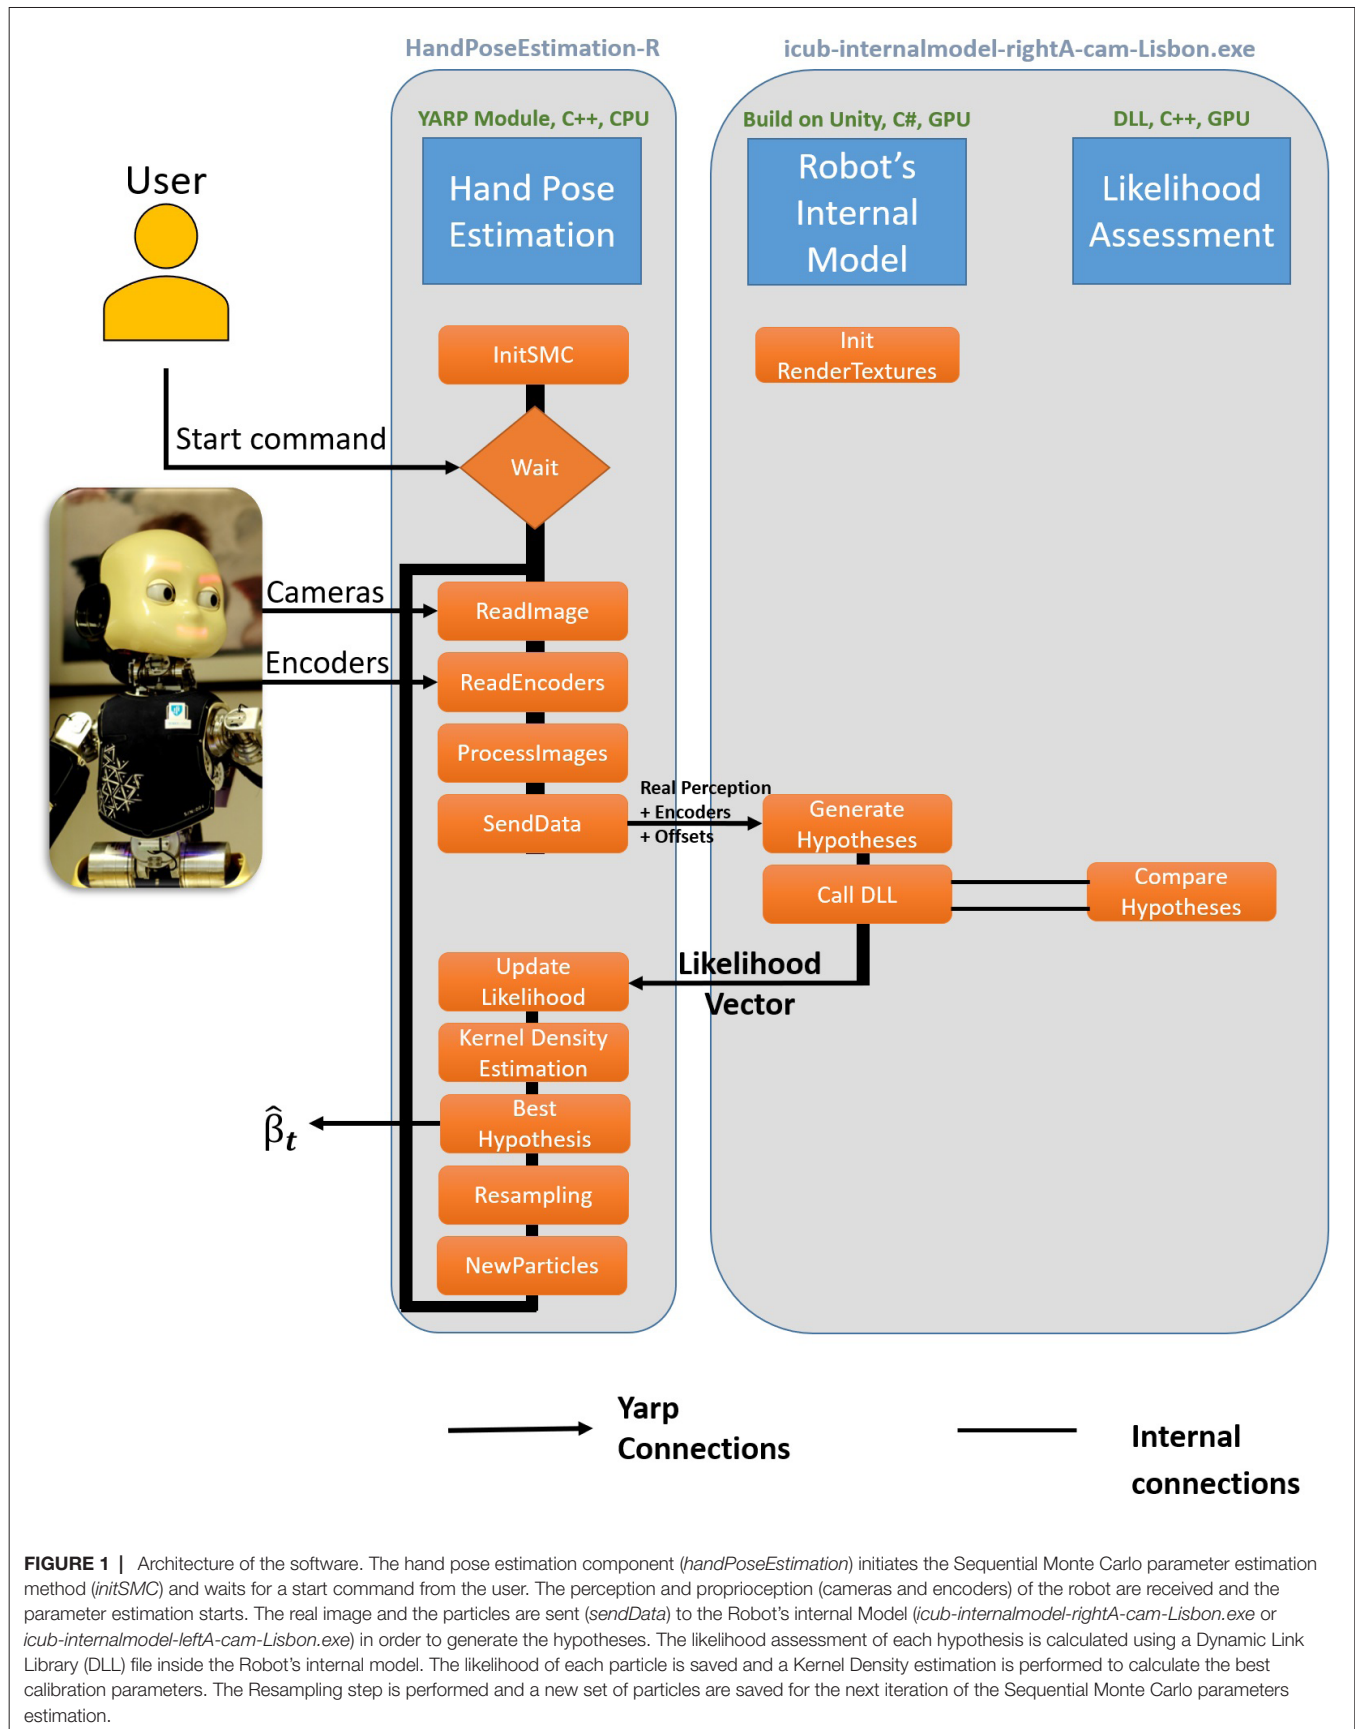 HandPoseEstimation-R
icub-internalmodel-rightA-cam-Lisbon.exe
YARP Module, C++, CPU
Build on Unity, C#, GPU
DLL, C++, GPU
User
Hand Pose
Estimation
Robot's
Internal
Model
Likelihood
Assessment
InitSMC
Init
RenderTextures
Start command
Wait
Cameras
ReadImage
Encoders
ReadEncoders
ProcessImages
SendData
Real Perception
+ Encoders
+ Offsets
Generate
Hypotheses
Call DLL
Compare
Hypotheses
Likelihood
Vector
Update
Likelihood
Kernel Density
Estimation
Best
Hypothesis
β̂t
Resampling
NewParticles
Yarp
Connections
Internal
connections
FIGURE 1 | Architecture of the software. The hand pose estimation component (handPoseEstimation) initiates the Sequential Monte Carlo parameter estimation
method (initSMC) and waits for a start command from the user. The perception and proprioception (cameras and encoders) of the robot are received and the
parameter estimation starts. The real image and the particles are sent (sendData) to the Robot's internal Model (icub-internalmodel-rightA-cam-Lisbon.exe or
icub-internalmodel-leftA-cam-Lisbon.exe) in order to generate the hypotheses. The likelihood assessment of each hypothesis is calculated using a Dynamic Link
Library (DLL) file inside the Robot's internal model. The likelihood of each particle is saved and a Kernel Density estimation is performed to calculate the best
calibration parameters. The Resampling step is performed and a new set of particles are saved for the next iteration of the Sequential Monte Carlo parameters
estimation.